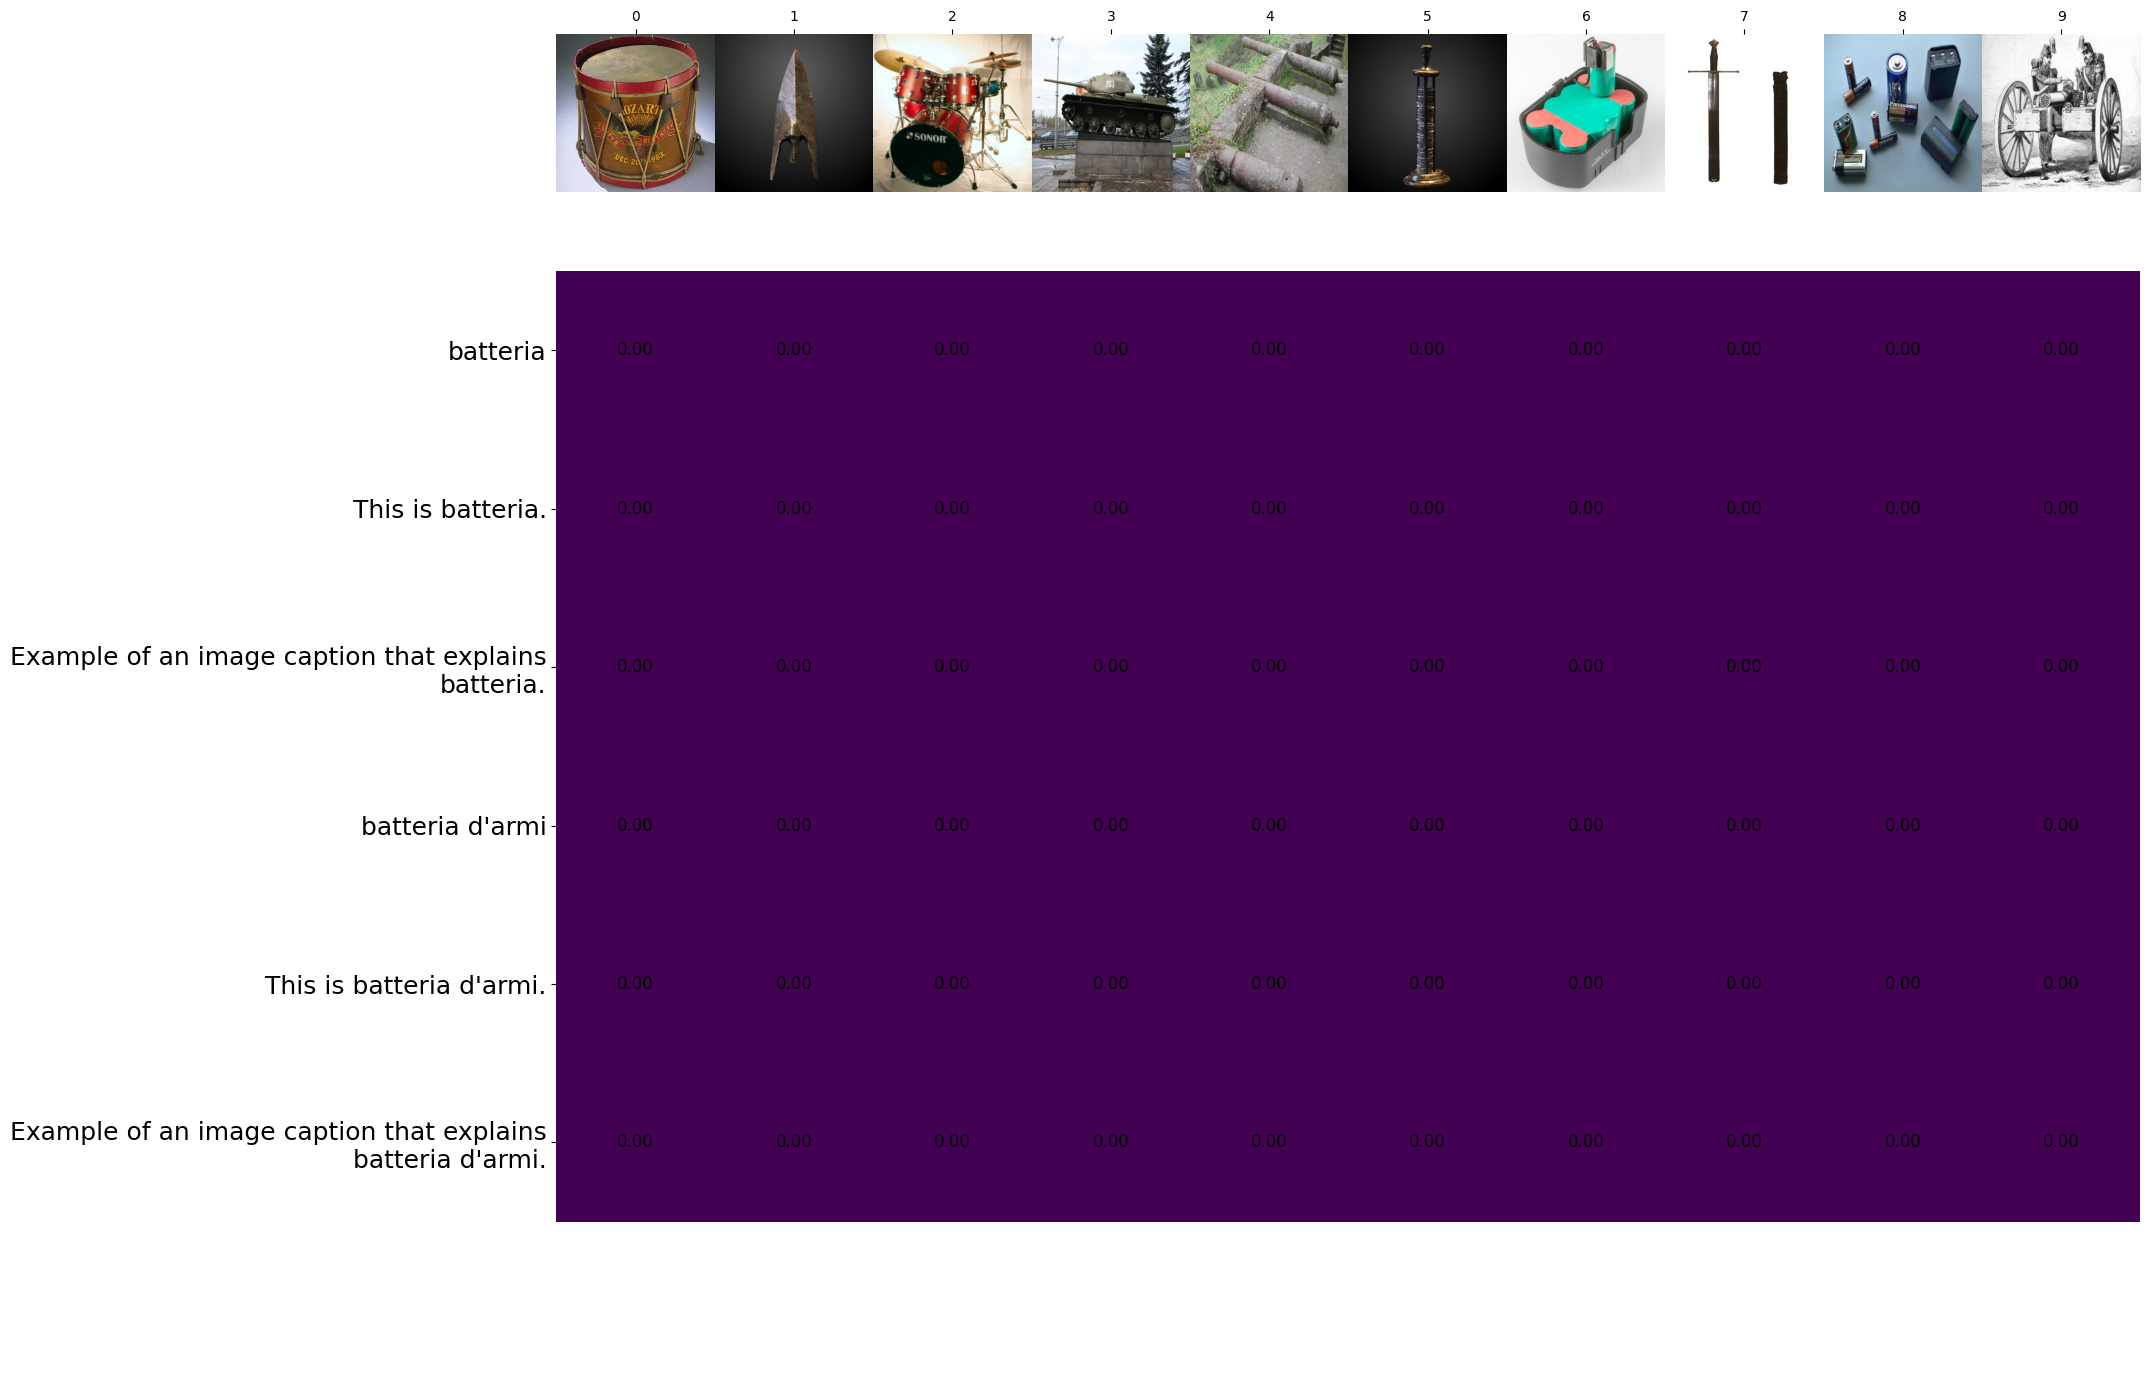 0 1 2 3 4 5 6 7 8 9
MOZART
DEC. 20TH 1863.
SONOR
Panasonic
batteria 0.00 0.00 0.00 0.00 0.00 0.00 0.00 0.00 0.00 0.00
This is batteria. 0.00 0.00 0.00 0.00 0.00 0.00 0.00 0.00 0.00 0.00
Example of an image caption that explains
batteria. 0.00 0.00 0.00 0.00 0.00 0.00 0.00 0.00 0.00 0.00
batteria d'armi 0.00 0.00 0.00 0.00 0.00 0.00 0.00 0.00 0.00 0.00
This is batteria d'armi. 0.00 0.00 0.00 0.00 0.00 0.00 0.00 0.00 0.00 0.00
Example of an image caption that explains
batteria d'armi. 0.00 0.00 0.00 0.00 0.00 0.00 0.00 0.00 0.00 0.00